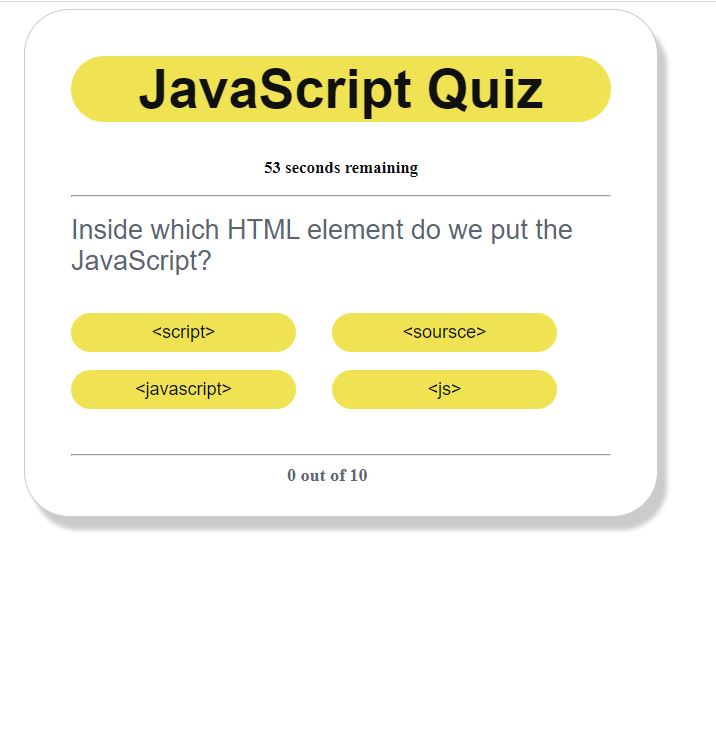 JavaScript Quiz
53 seconds remaining
Inside which HTML element do we put the
JavaScript?
<script>
<soursce>
<javascript>
<js>
0 out of 10